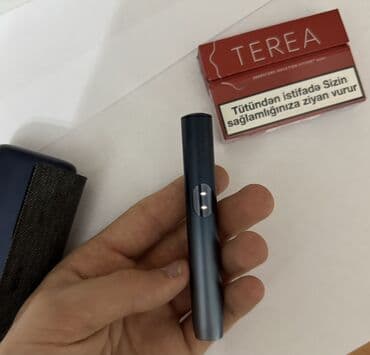 TEREA
Tütündən istifadə Sizin
sağlamlığınıza ziyan vurur